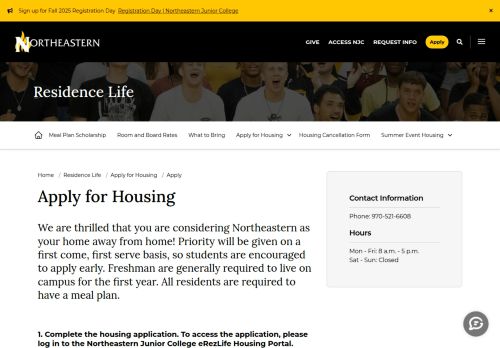 Sign up for Fall 2025 Registration Day Registration Day | Northeastern Junior College ×
NORTHEASTERN GIVE ACCESS NJC REQUEST INFO Apply
Residence Life
Meal Plan Scholarship Room and Board Rates What to Bring Apply for Housing Housing Cancellation Form Summer Event Housing
Home / Residence Life / Apply for Housing / Apply
Apply for Housing
We are thrilled that you are considering Northeastern as
your home away from home! Priority will be given on a
first come, first serve basis, so students are encouraged
to apply early. Freshman are generally required to live on
campus for the first year. All residents are required to
have a meal plan.
1. Complete the housing application. To access the application, please
log in to the Northeastern Junior College eRezLife Housing Portal.
Contact Information
Phone: 970-521-6608
Hours
Mon - Fri: 8 a.m. - 5 p.m.
Sat - Sun: Closed